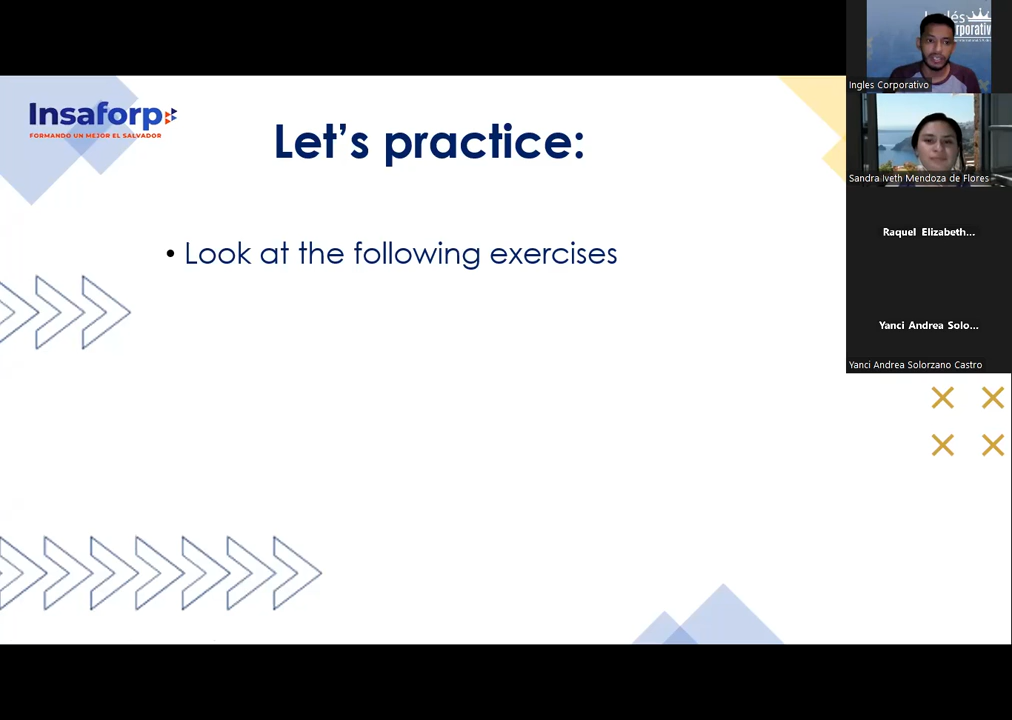 Insaforp
FORMANDO UN MEJOR EL SALVADOR
Let's practice:
• Look at the following exercises
Ingles Corporativo
Sandra Iveth Mendoza de Flores
Raquel Elizabeth...
Yanci Andrea Solo...
Yanci Andrea Solorzano Castro